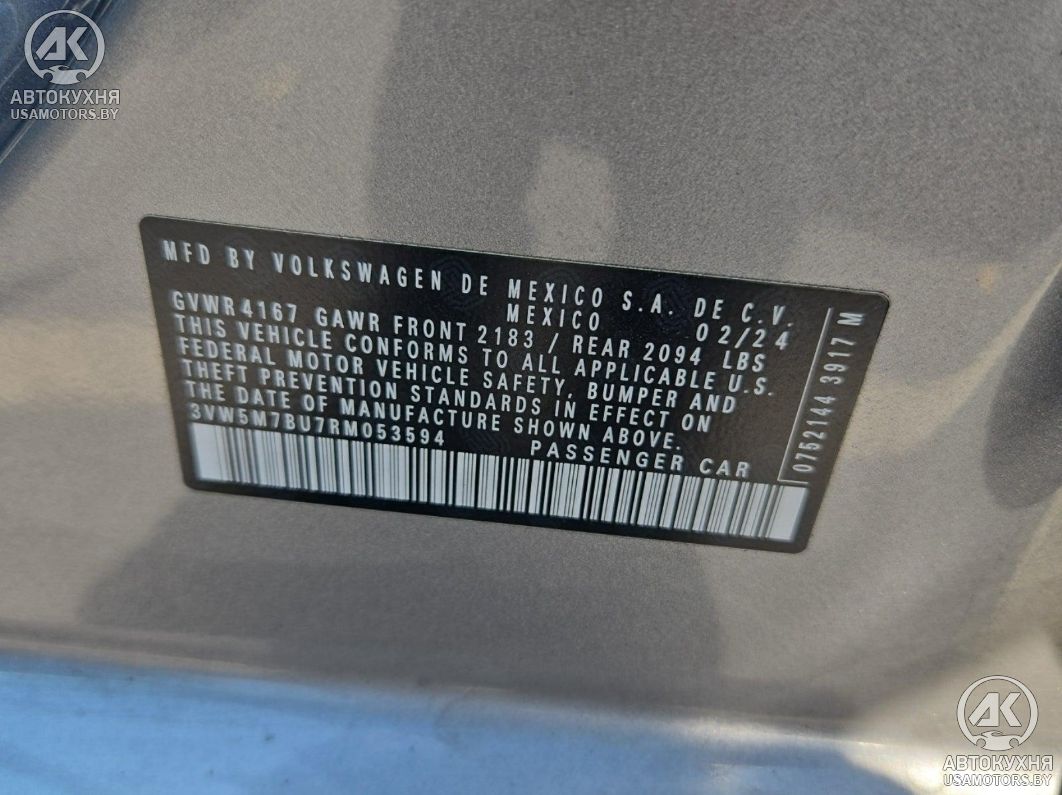 AK
АВТОКУХНЯ
USAMOTORS.BY
MFD BY VOLKSWAGEN DE MEXICO S.A. DE C.V.
MEXICO 02/24
GVWR4167 GAWR FRONT 2183 / REAR 2094 LBS
THIS VEHICLE CONFORMS TO ALL APPLICABLE U.S.
FEDERAL MOTOR VEHICLE SAFETY, BUMPER AND
THEFT PREVENTION STANDARDS IN EFFECT ON
THE DATE OF MANUFACTURE SHOWN ABOVE.
3VW5M7BU7RM053594 PASSENGER CAR
0752144 3917 M
AK
АВТОКУХНЯ
USAMOTORS.BY